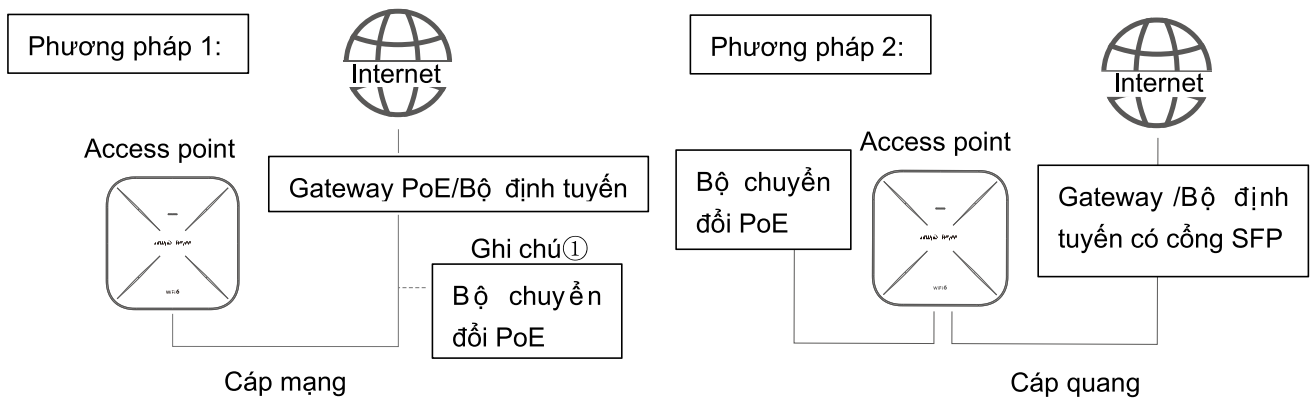 Phương pháp 1:
Internet
Access point
Gateway PoE/Bộ định tuyến
Ghi chú①
Bộ chuyển
đổi PoE
WiFi6
Cáp mạng
Phương pháp 2:
Internet
Access point
Bộ chuyển
đổi PoE
Gateway /Bộ định
tuyến có cổng SFP
WiFi6
Cáp quang